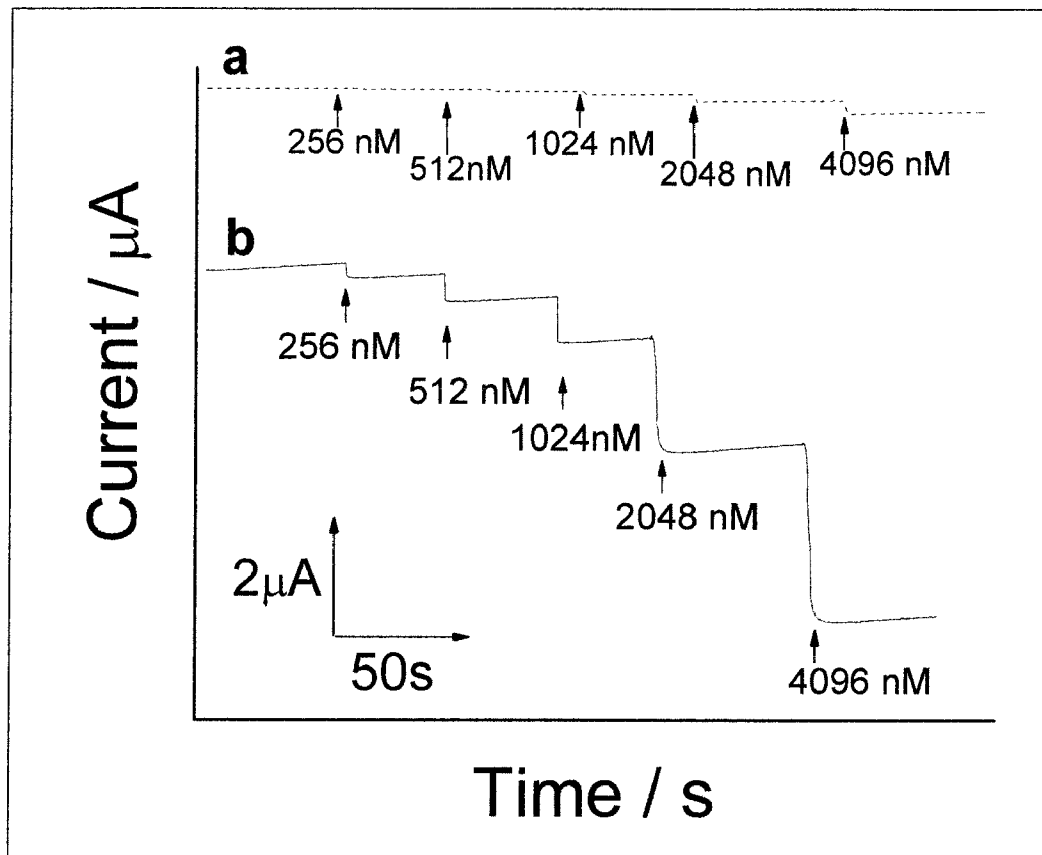 a
256 nM
512nM
1024 nM
2048 nM
4096 nM
b
256 nM
512 nM
1024nM
2048 nM
4096 nM
2μA
50s
Current / μA
Time / s